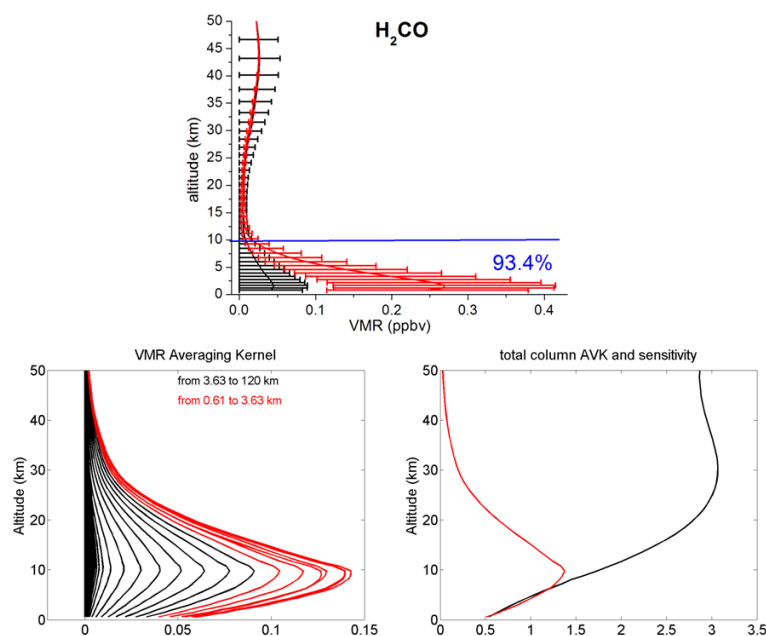 H2CO
50
45
40
35
30
25
20
15
10
5
0
altitude (km)
93.4%
0.0 0.1 0.2 0.3 0.4
VMR (ppbv)
VMR Averaging Kernel
from 3.63 to 120 km
from 0.61 to 3.63 km
50
40
30
20
10
0
Altitude (km)
0 0.05 0.1 0.15
total column AVK and sensitivity
50
40
30
20
10
0
Altitude (km)
0 0.5 1 1.5 2 2.5 3 3.5